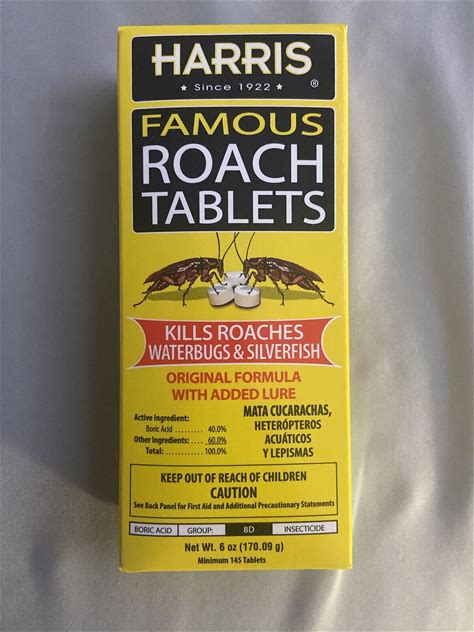 HARRIS
★ Since 1922 ★ ®
FAMOUS
ROACH
TABLETS
KILLS ROACHES
WATERBUGS & SILVERFISH
ORIGINAL FORMULA
WITH ADDED LURE
Active Ingredient:
Boric Acid .......... 40.0%
Other Ingredients: .... 60.0%
Total: .......... 100.0%
MATA CUCARACHAS,
HETERÓPTEROS
ACUÁTICOS
Y LEPISMAS
KEEP OUT OF REACH OF CHILDREN
CAUTION
See Back Panel for First Aid and Additional Precautionary Statements
BORIC ACID GROUP: 8D INSECTICIDE
Net Wt. 6 oz (170.09 g)
Minimum 145 Tablets